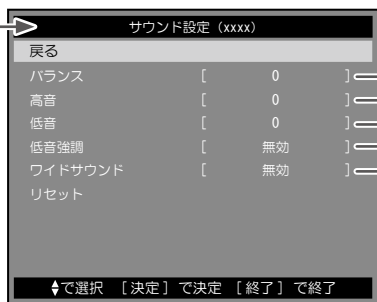 サウンド設定（xxxx）
戻る
バランス [ 0 ]
高音 [ 0 ]
低音 [ 0 ]
低音強調 [ 無効 ]
ワイドサウンド [ 無効 ]
リセット
♦で選択 ［決定］で決定 ［終了］で終了